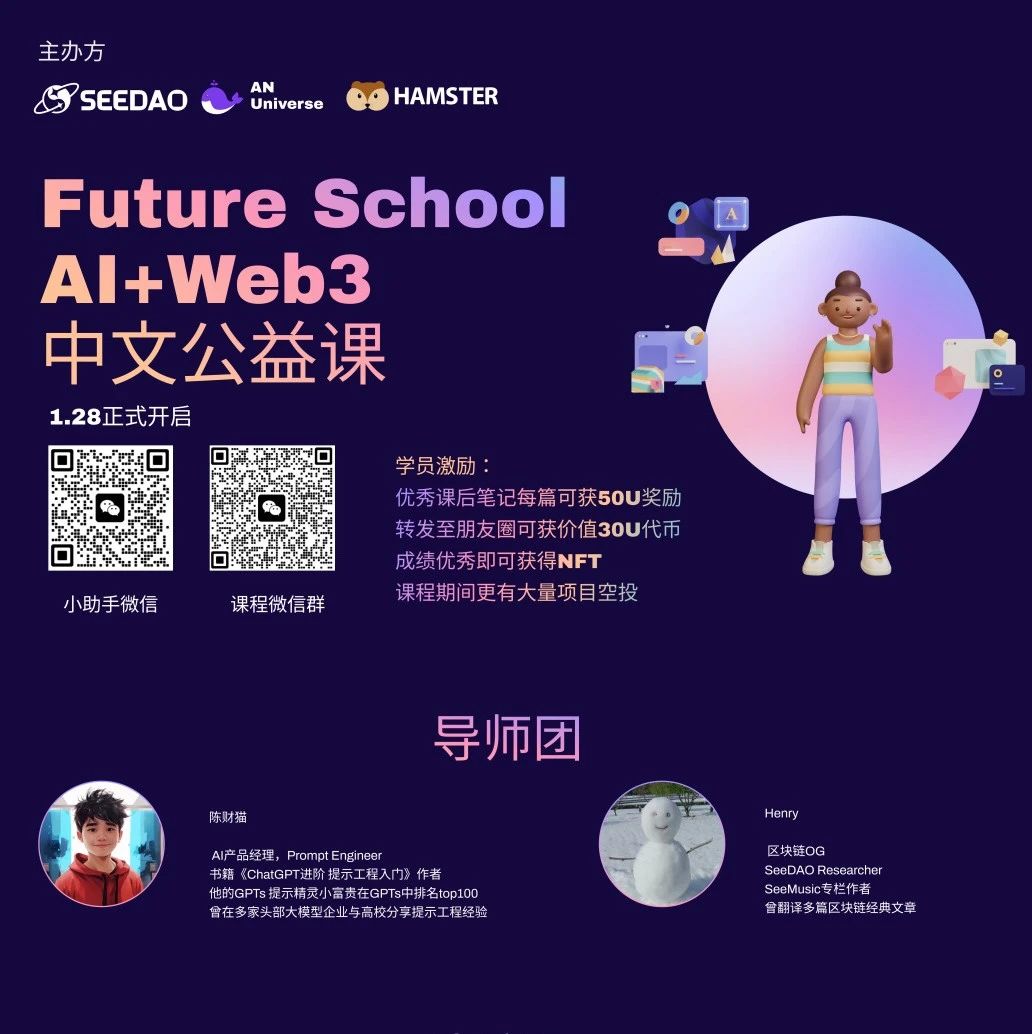 主办方
SEEDAO
AN
Universe
HAMSTER
Future School
AI+Web3
中文公益课
1.28正式开启
小助手微信
课程微信群
学员激励：
优秀课后笔记每篇可获50U奖励
转发至朋友圈可获价值30U代币
成绩优秀即可获得NFT
课程期间更有大量项目空投
A
导师团
陈财猫
AI产品经理，Prompt Engineer
书籍《ChatGPT进阶 提示工程入门》作者
他的GPTs 提示精灵小富贵在GPTs中排名top100
曾在多家头部大模型企业与高校分享提示工程经验
Henry
区块链OG
SeeDAO Researcher
SeeMusic专栏作者
曾翻译多篇区块链经典文章